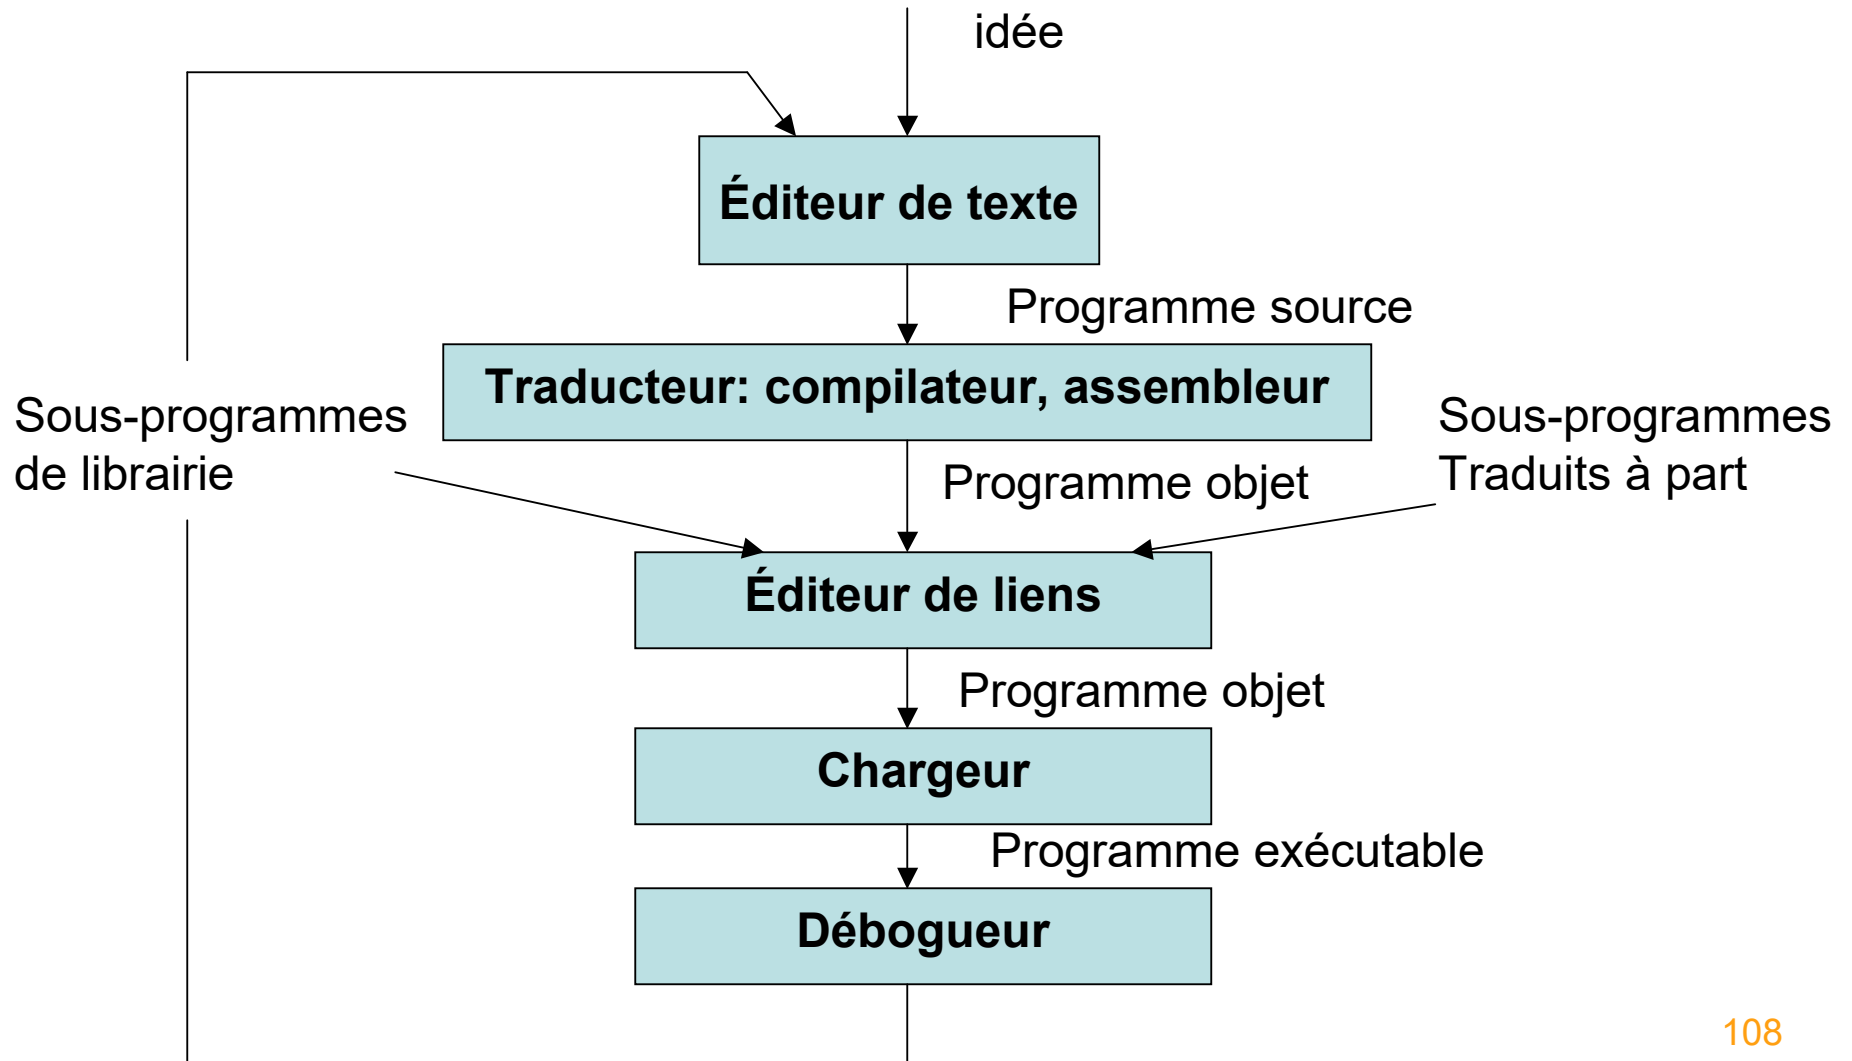 idée
Éditeur de texte
Programme source
Traducteur: compilateur, assembleur
Sous-programmes
de librairie
Sous-programmes
Traduits à part
Programme objet
Éditeur de liens
Programme objet
Chargeur
Programme exécutable
Débogueur
108